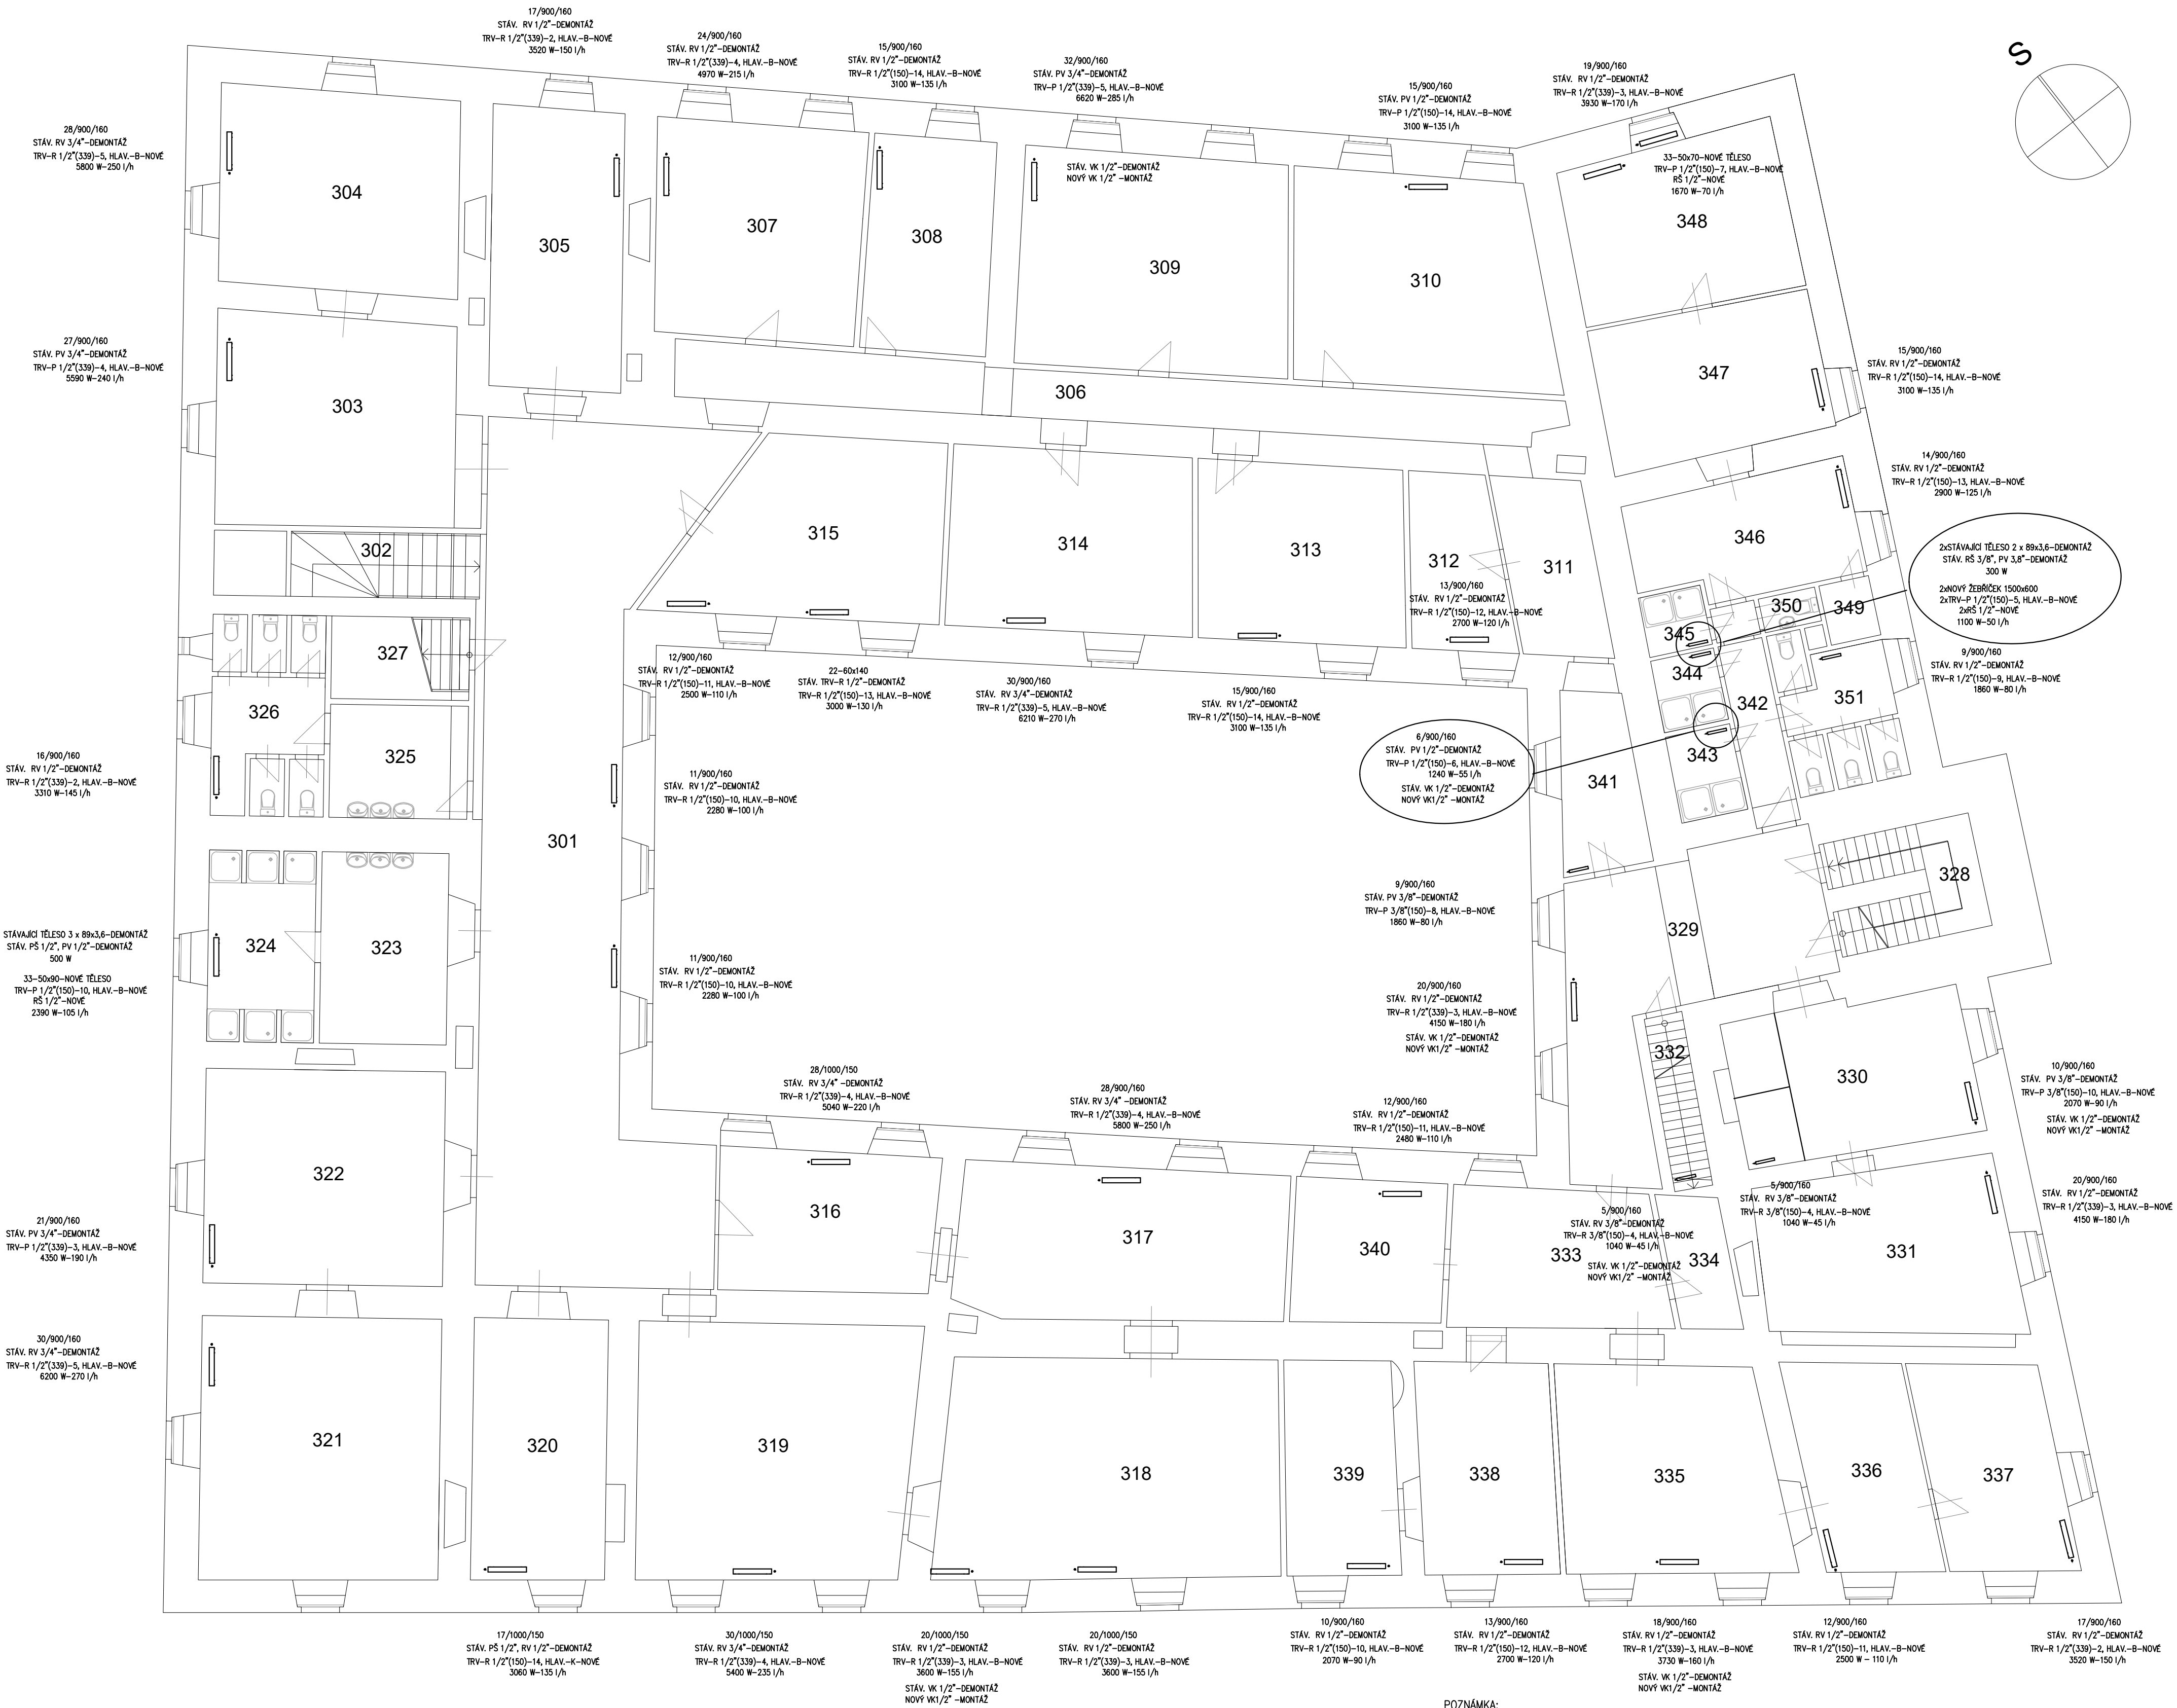 17/900/160
STÁV. RV 1/2"-DEMONTÁŽ
TRV-R 1/2"(339)-2, HLAV.-B-NOVÉ
3520 W-150 l/h
24/900/160
STÁV. RV 1/2"-DEMONTÁŽ
TRV-R 1/2"(339)-4, HLAV.-B-NOVÉ
4970 W-215 l/h
15/900/160
STÁV. RV 1/2"-DEMONTÁŽ
TRV-R 1/2"(150)-14, HLAV.-B-NOVÉ
3100 W-135 l/h
32/900/160
STÁV. PV 3/4"-DEMONTÁŽ
TRV-P 1/2"(339)-5, HLAV.-B-NOVÉ
6620 W-285 l/h
15/900/160
STÁV. PV 1/2"-DEMONTÁŽ
TRV-P 1/2"(150)-14, HLAV.-B-NOVÉ
3100 W-135 l/h
19/900/160
STÁV. RV 1/2"-DEMONTÁŽ
TRV-R 1/2"(339)-3, HLAV.-B-NOVÉ
3930 W-170 l/h
S
28/900/160
STÁV. RV 3/4"-DEMONTÁŽ
TRV-R 1/2"(339)-5, HLAV.-B-NOVÉ
5800 W-250 l/h
STÁV. VK 1/2"-DEMONTÁŽ
NOVÝ VK 1/2" -MONTÁŽ
33-50x70-NOVÉ TĚLESO
TRV-P 1/2"(150)-7, HLAV.-B-NOVÉ
RŠ 1/2"-NOVÉ
1670 W-70 l/h
304
305
307
308
309
310
348
27/900/160
STÁV. PV 3/4"-DEMONTÁŽ
TRV-P 1/2"(339)-4, HLAV.-B-NOVÉ
5590 W-240 l/h
303
306
347
15/900/160
STÁV. RV 1/2"-DEMONTÁŽ
TRV-R 1/2"(150)-14, HLAV.-B-NOVÉ
3100 W-135 l/h
14/900/160
STÁV. RV 1/2"-DEMONTÁŽ
TRV-R 1/2"(150)-13, HLAV.-B-NOVÉ
2900 W-125 l/h
302
315
314
313
312
311
346
13/900/160
STÁV. RV 1/2"-DEMONTÁŽ
TRV-R 1/2"(150)-12, HLAV.-B-NOVÉ
2700 W-120 l/h
2xSTÁVAJÍCÍ TĚLESO 2 x 89x3,6-DEMONTÁŽ
STÁV. RŠ 3/8", PV 3,8"-DEMONTÁŽ
300 W
2xNOVÝ ŽEBŘÍČEK 1500x600
2xTRV-P 1/2"(150)-5, HLAV.-B-NOVÉ
2xRŠ 1/2"-NOVÉ
1100 W-50 l/h
350
349
345
344
342
351
343
341
9/900/160
STÁV. RV 1/2"-DEMONTÁŽ
TRV-R 1/2"(150)-9, HLAV.-B-NOVÉ
1860 W-80 l/h
327
326
325
12/900/160
STÁV. RV 1/2"-DEMONTÁŽ
TRV-R 1/2"(150)-11, HLAV.-B-NOVÉ
2500 W-110 l/h
22-60x140
STÁV. TRV-R 1/2"-DEMONTÁŽ
TRV-R 1/2"(150)-13, HLAV.-B-NOVÉ
3000 W-130 l/h
30/900/160
STÁV. RV 3/4"-DEMONTÁŽ
TRV-R 1/2"(339)-5, HLAV.-B-NOVÉ
6210 W-270 l/h
15/900/160
STÁV. RV 1/2"-DEMONTÁŽ
TRV-R 1/2"(150)-14, HLAV.-B-NOVÉ
3100 W-135 l/h
6/900/160
STÁV. PV 1/2"-DEMONTÁŽ
TRV-P 1/2"(150)-6, HLAV.-B-NOVÉ
1240 W-55 l/h
STÁV. VK 1/2"-DEMONTÁŽ
NOVÝ VK1/2" -MONTÁŽ
16/900/160
STÁV. RV 1/2"-DEMONTÁŽ
TRV-R 1/2"(339)-2, HLAV.-B-NOVÉ
3310 W-145 l/h
11/900/160
STÁV. RV 1/2"-DEMONTÁŽ
TRV-R 1/2"(150)-10, HLAV.-B-NOVÉ
2280 W-100 l/h
301
328
329
9/900/160
STÁV. PV 3/8"-DEMONTÁŽ
TRV-P 3/8"(150)-8, HLAV.-B-NOVÉ
1860 W-80 l/h
STÁVAJÍCÍ TĚLESO 3 x 89x3,6-DEMONTÁŽ
STÁV. PŠ 1/2", PV 1/2"-DEMONTÁŽ
500 W
33-50x90-NOVÉ TĚLESO
TRV-P 1/2"(150)-10, HLAV.-B-NOVÉ
RŠ 1/2"-NOVÉ
2390 W-105 l/h
324
323
11/900/160
STÁV. RV 1/2"-DEMONTÁŽ
TRV-R 1/2"(150)-10, HLAV.-B-NOVÉ
2280 W-100 l/h
20/900/160
STÁV. RV 1/2"-DEMONTÁŽ
TRV-R 1/2"(339)-3, HLAV.-B-NOVÉ
4150 W-180 l/h
STÁV. VK 1/2"-DEMONTÁŽ
NOVÝ VK1/2" -MONTÁŽ
332
330
28/1000/150
STÁV. RV 3/4" -DEMONTÁŽ
TRV-R 1/2"(339)-4, HLAV.-B-NOVÉ
5040 W-220 l/h
28/900/160
STÁV. RV 3/4" -DEMONTÁŽ
TRV-R 1/2"(339)-4, HLAV.-B-NOVÉ
5800 W-250 l/h
12/900/160
STÁV. RV 1/2"-DEMONTÁŽ
TRV-R 1/2"(150)-11, HLAV.-B-NOVÉ
2480 W-110 l/h
10/900/160
STÁV. PV 3/8"-DEMONTÁŽ
TRV-P 3/8"(150)-10, HLAV.-B-NOVÉ
2070 W-90 l/h
STÁV. VK 1/2"-DEMONTÁŽ
NOVÝ VK1/2" -MONTÁŽ
322
316
317
340
333
334
331
5/900/160
STÁV. RV 3/8"-DEMONTÁŽ
TRV-R 3/8"(150)-4, HLAV.-B-NOVÉ
1040 W-45 l/h
STÁV. VK 1/2"-DEMONTÁŽ
NOVÝ VK1/2" -MONTÁŽ
5/900/160
STÁV. RV 3/8"-DEMONTÁŽ
TRV-R 3/8"(150)-4, HLAV.-B-NOVÉ
1040 W-45 l/h
20/900/160
STÁV. RV 1/2"-DEMONTÁŽ
TRV-R 1/2"(339)-3, HLAV.-B-NOVÉ
4150 W-180 l/h
21/900/160
STÁV. PV 3/4"-DEMONTÁŽ
TRV-P 1/2"(339)-3, HLAV.-B-NOVÉ
4350 W-190 l/h
30/900/160
STÁV. RV 3/4"-DEMONTÁŽ
TRV-R 1/2"(339)-5, HLAV.-B-NOVÉ
6200 W-270 l/h
321
320
319
318
339
338
335
336
337
17/1000/150
STÁV. PŠ 1/2", RV 1/2"-DEMONTÁŽ
TRV-R 1/2"(150)-14, HLAV.-K-NOVÉ
3060 W-135 l/h
30/1000/150
STÁV. RV 3/4"-DEMONTÁŽ
TRV-R 1/2"(339)-4, HLAV.-B-NOVÉ
5400 W-235 l/h
20/1000/150
STÁV. RV 1/2"-DEMONTÁŽ
TRV-R 1/2"(339)-3, HLAV.-B-NOVÉ
3600 W-155 l/h
STÁV. VK 1/2"-DEMONTÁŽ
NOVÝ VK1/2" -MONTÁŽ
20/1000/150
STÁV. RV 1/2"-DEMONTÁŽ
TRV-R 1/2"(339)-3, HLAV.-B-NOVÉ
3600 W-155 l/h
10/900/160
STÁV. RV 1/2"-DEMONTÁŽ
TRV-R 1/2"(150)-10, HLAV.-B-NOVÉ
2070 W-90 l/h
13/900/160
STÁV. RV 1/2"-DEMONTÁŽ
TRV-R 1/2"(150)-12, HLAV.-B-NOVÉ
2700 W-120 l/h
18/900/160
STÁV. RV 1/2"-DEMONTÁŽ
TRV-R 1/2"(339)-3, HLAV.-B-NOVÉ
3730 W-160 l/h
STÁV. VK 1/2"-DEMONTÁŽ
NOVÝ VK1/2" -MONTÁŽ
12/900/160
STÁV. RV 1/2"-DEMONTÁŽ
TRV-R 1/2"(150)-11, HLAV.-B-NOVÉ
2500 W - 110 l/h
17/900/160
STÁV. RV 1/2"-DEMONTÁŽ
TRV-R 1/2"(339)-2, HLAV.-B-NOVÉ
3520 W-150 l/h
POZNÁMKA: